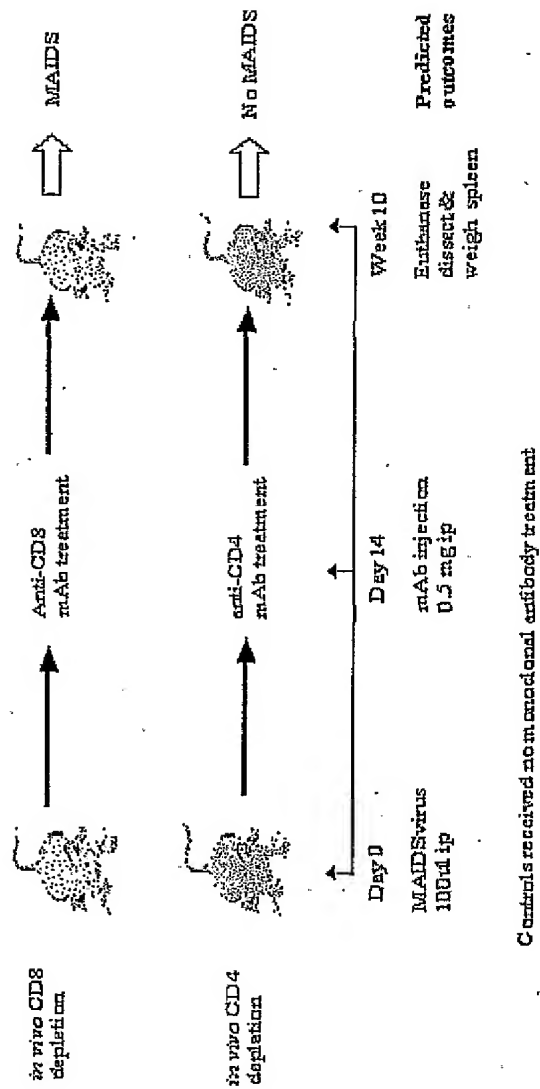 in vivo CD8
depletion
Anti-CD8
mAb treatment
MAIDS
in vivo CD4
depletion
anti-CD4
mAb treatment
No MAIDS
Day 0
Day 14
Week 10
MAIDSvirus
100ul ip
mAb injection
0.5 mg ip
Euthanase
dissect &
weigh spleen
Predicted
outcomes
Controls received no monoclonal antibody treatment